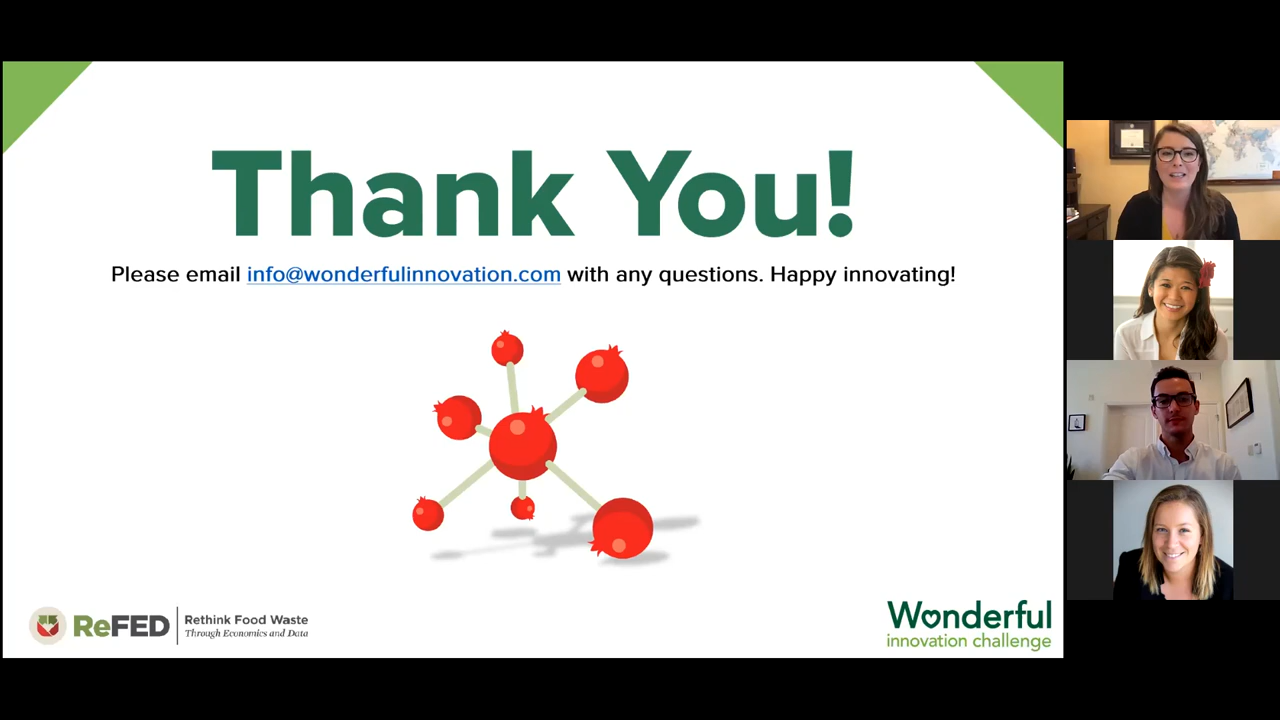 Thank You!
Please email info@wonderfulinnovation.com with any questions. Happy innovating!
ReFED
Rethink Food Waste
Through Economics and Data
Wonderful
innovation challenge